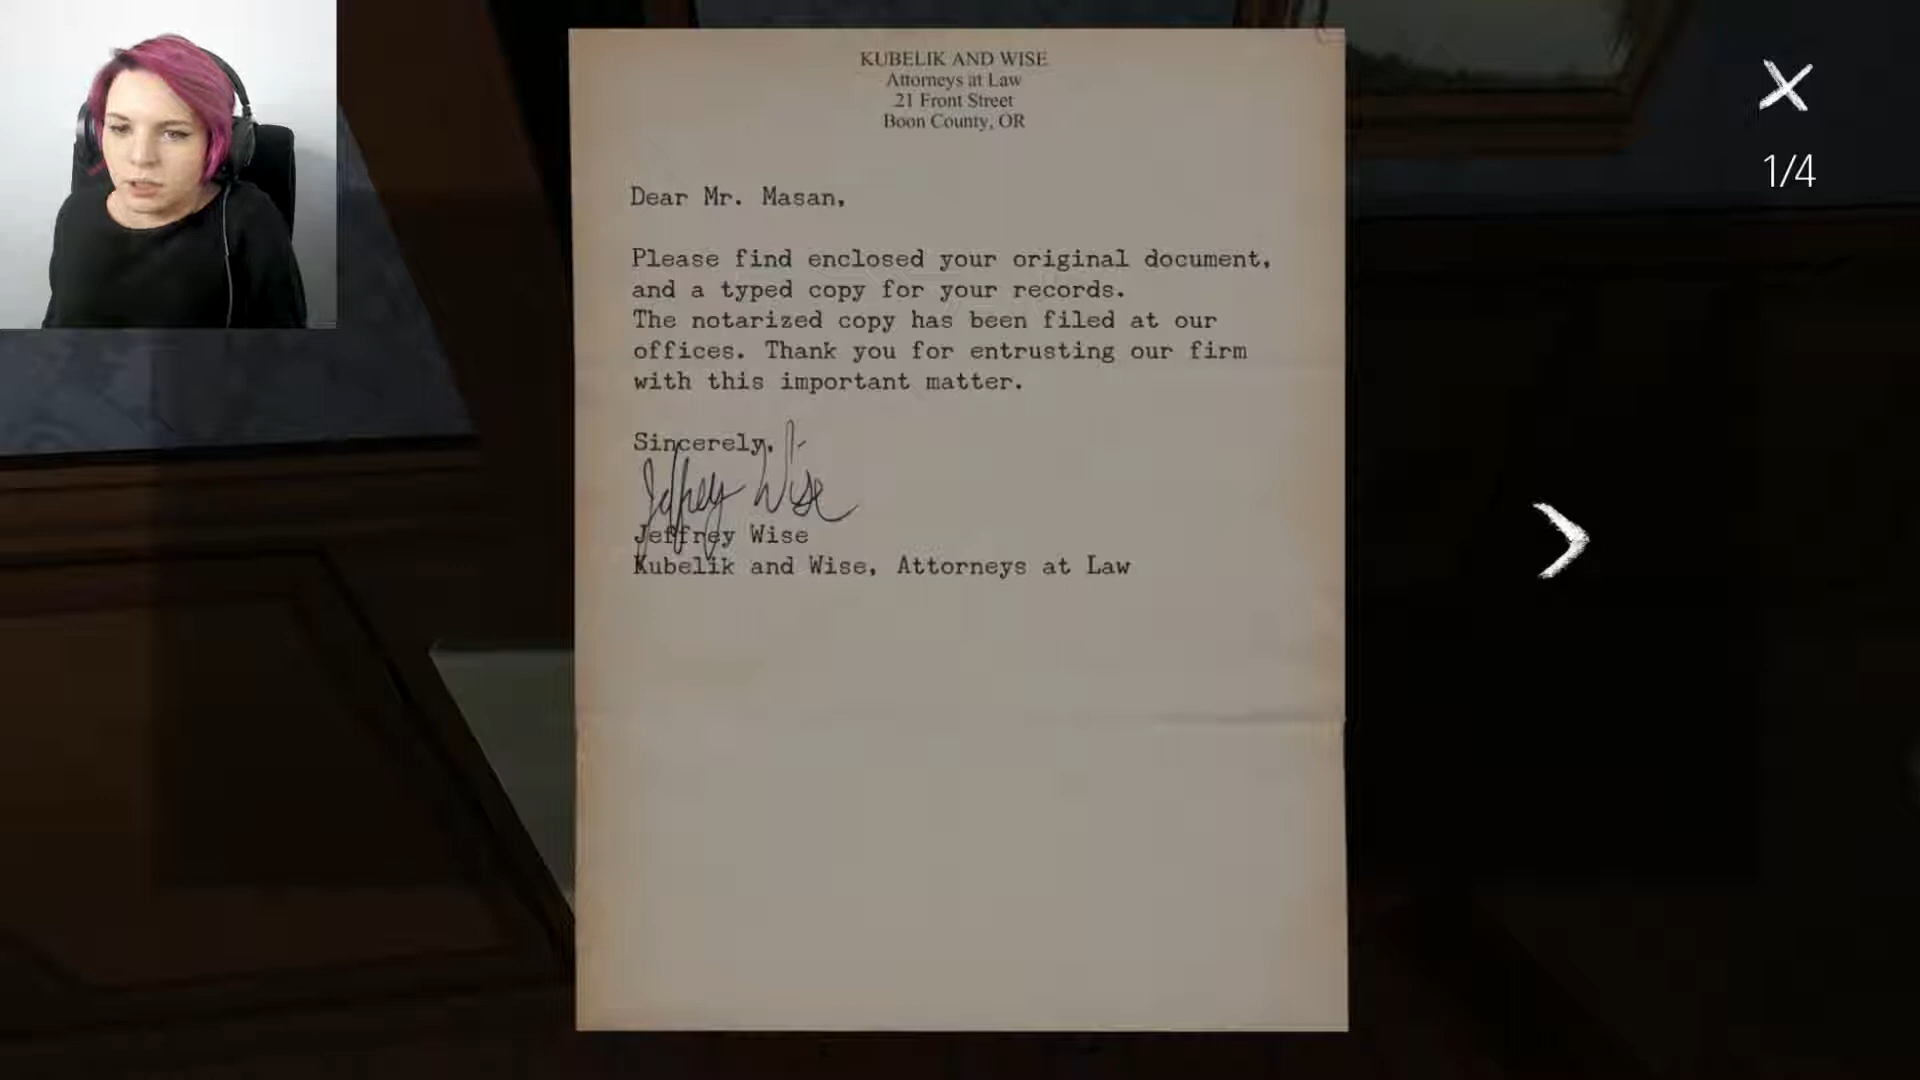 KUBELIK AND WISE
Attorneys at Law
21 Front Street
Boon County, OR
1/4
Dear Mr. Masan,
Please find enclosed your original document,
and a typed copy for your records.
The notarized copy has been filed at our
offices. Thank you for entrusting our firm
with this important matter.
Sincerely,
Jeffrey Wise
Jeffrey Wise
Kubelik and Wise, Attorneys at Law